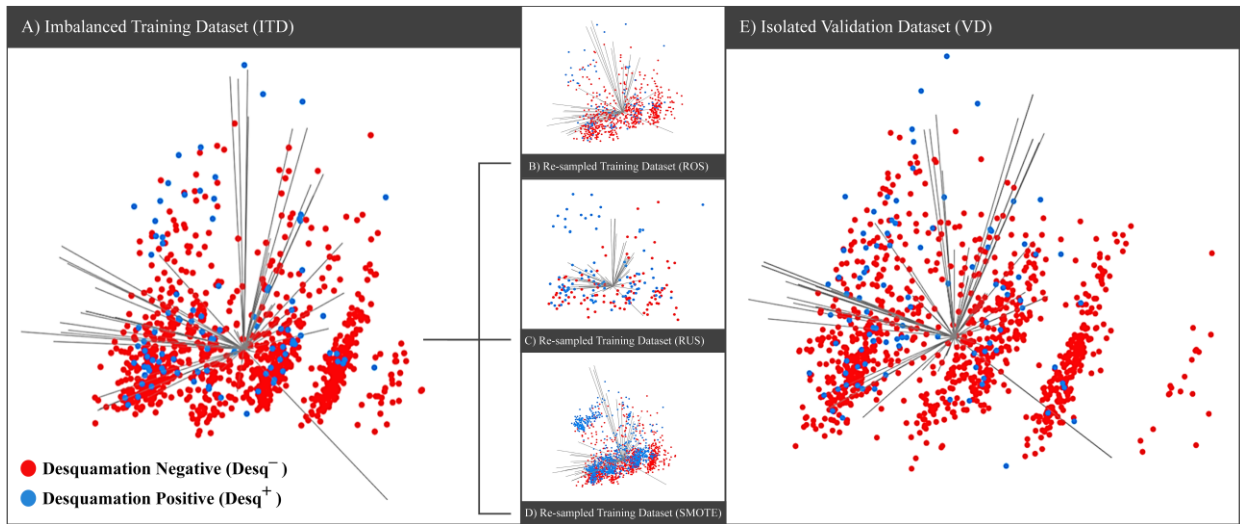 A) Imbalanced Training Dataset (ITD)
Desquamation Negative (Desq⁻)
Desquamation Positive (Desq⁺)
B) Re-sampled Training Dataset (ROS)
C) Re-sampled Training Dataset (RUS)
D) Re-sampled Training Dataset (SMOTE)
E) Isolated Validation Dataset (VD)